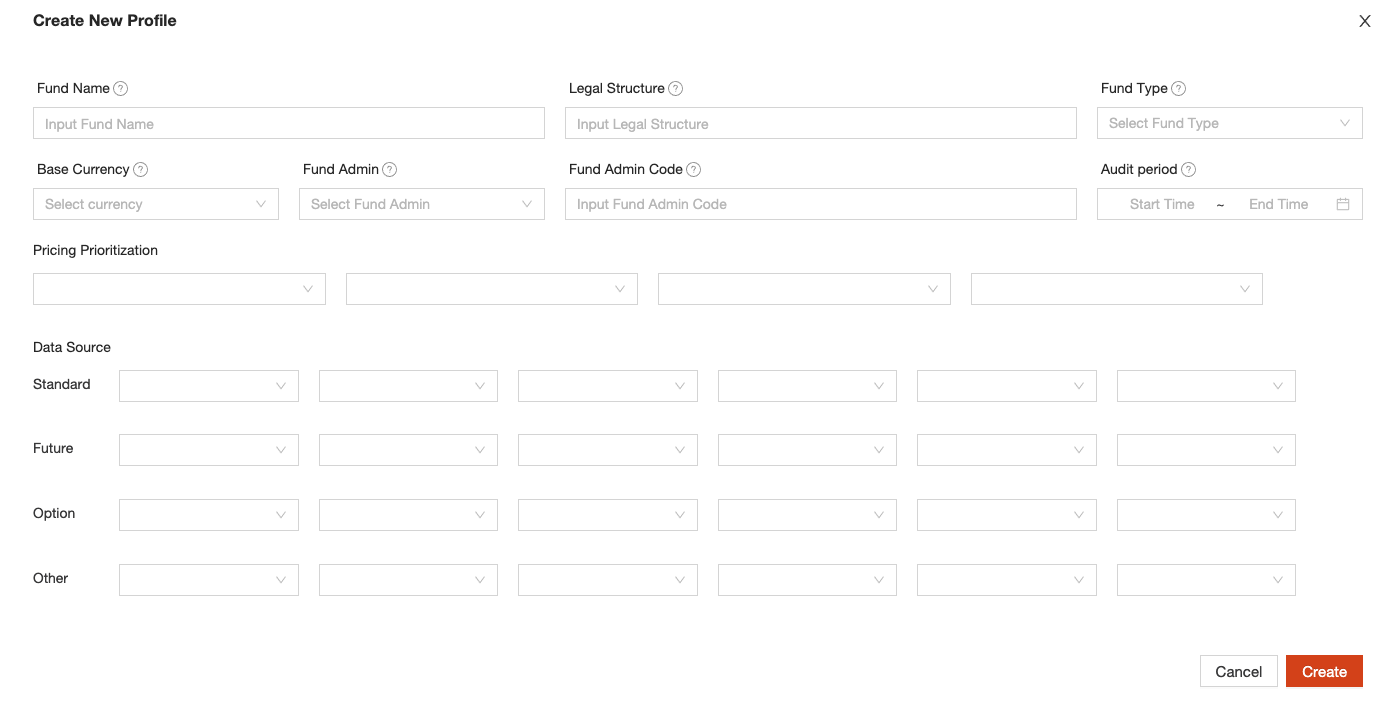 Create New Profile X
Fund Name ? Legal Structure ? Fund Type ?
Input Fund Name Input Legal Structure Select Fund Type
Base Currency ? Fund Admin ? Fund Admin Code ? Audit period ?
Select currency Select Fund Admin Input Fund Admin Code Start Time ~ End Time
Pricing Prioritization
Data Source
Standard
Future
Option
Other
Cancel Create